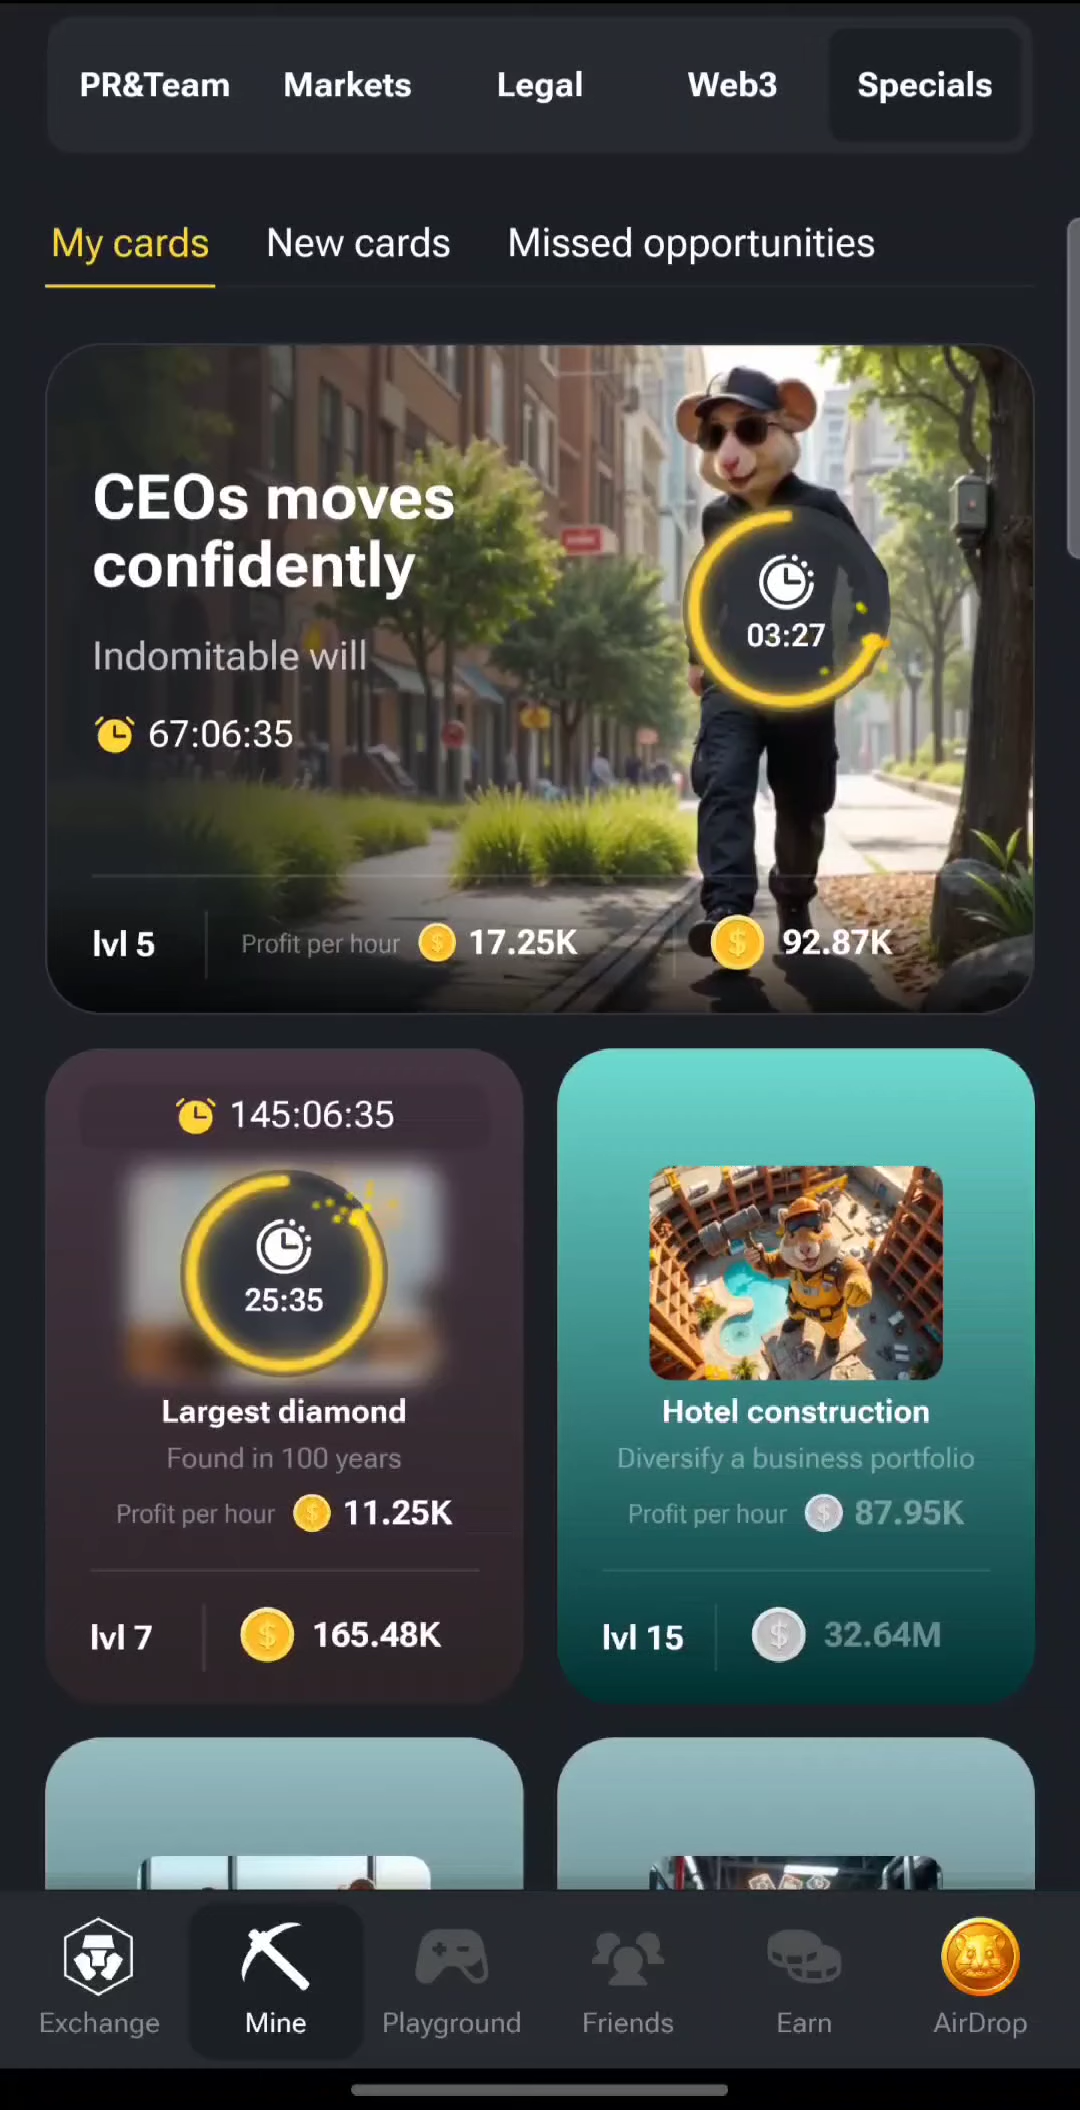 PR&Team Markets Legal Web3 Specials
My cards New cards Missed opportunities
CEOs moves
confidently
03:27
Indomitable will
67:06:35
lvl 5 Profit per hour 17.25K 92.87K
145:06:35
25:35
Largest diamond
Found in 100 years
Profit per hour 11.25K
lvl 7 165.48K
Hotel construction
Diversify a business portfolio
Profit per hour 87.95K
lvl 15 32.64M
Exchange Mine Playground Friends Earn AirDrop